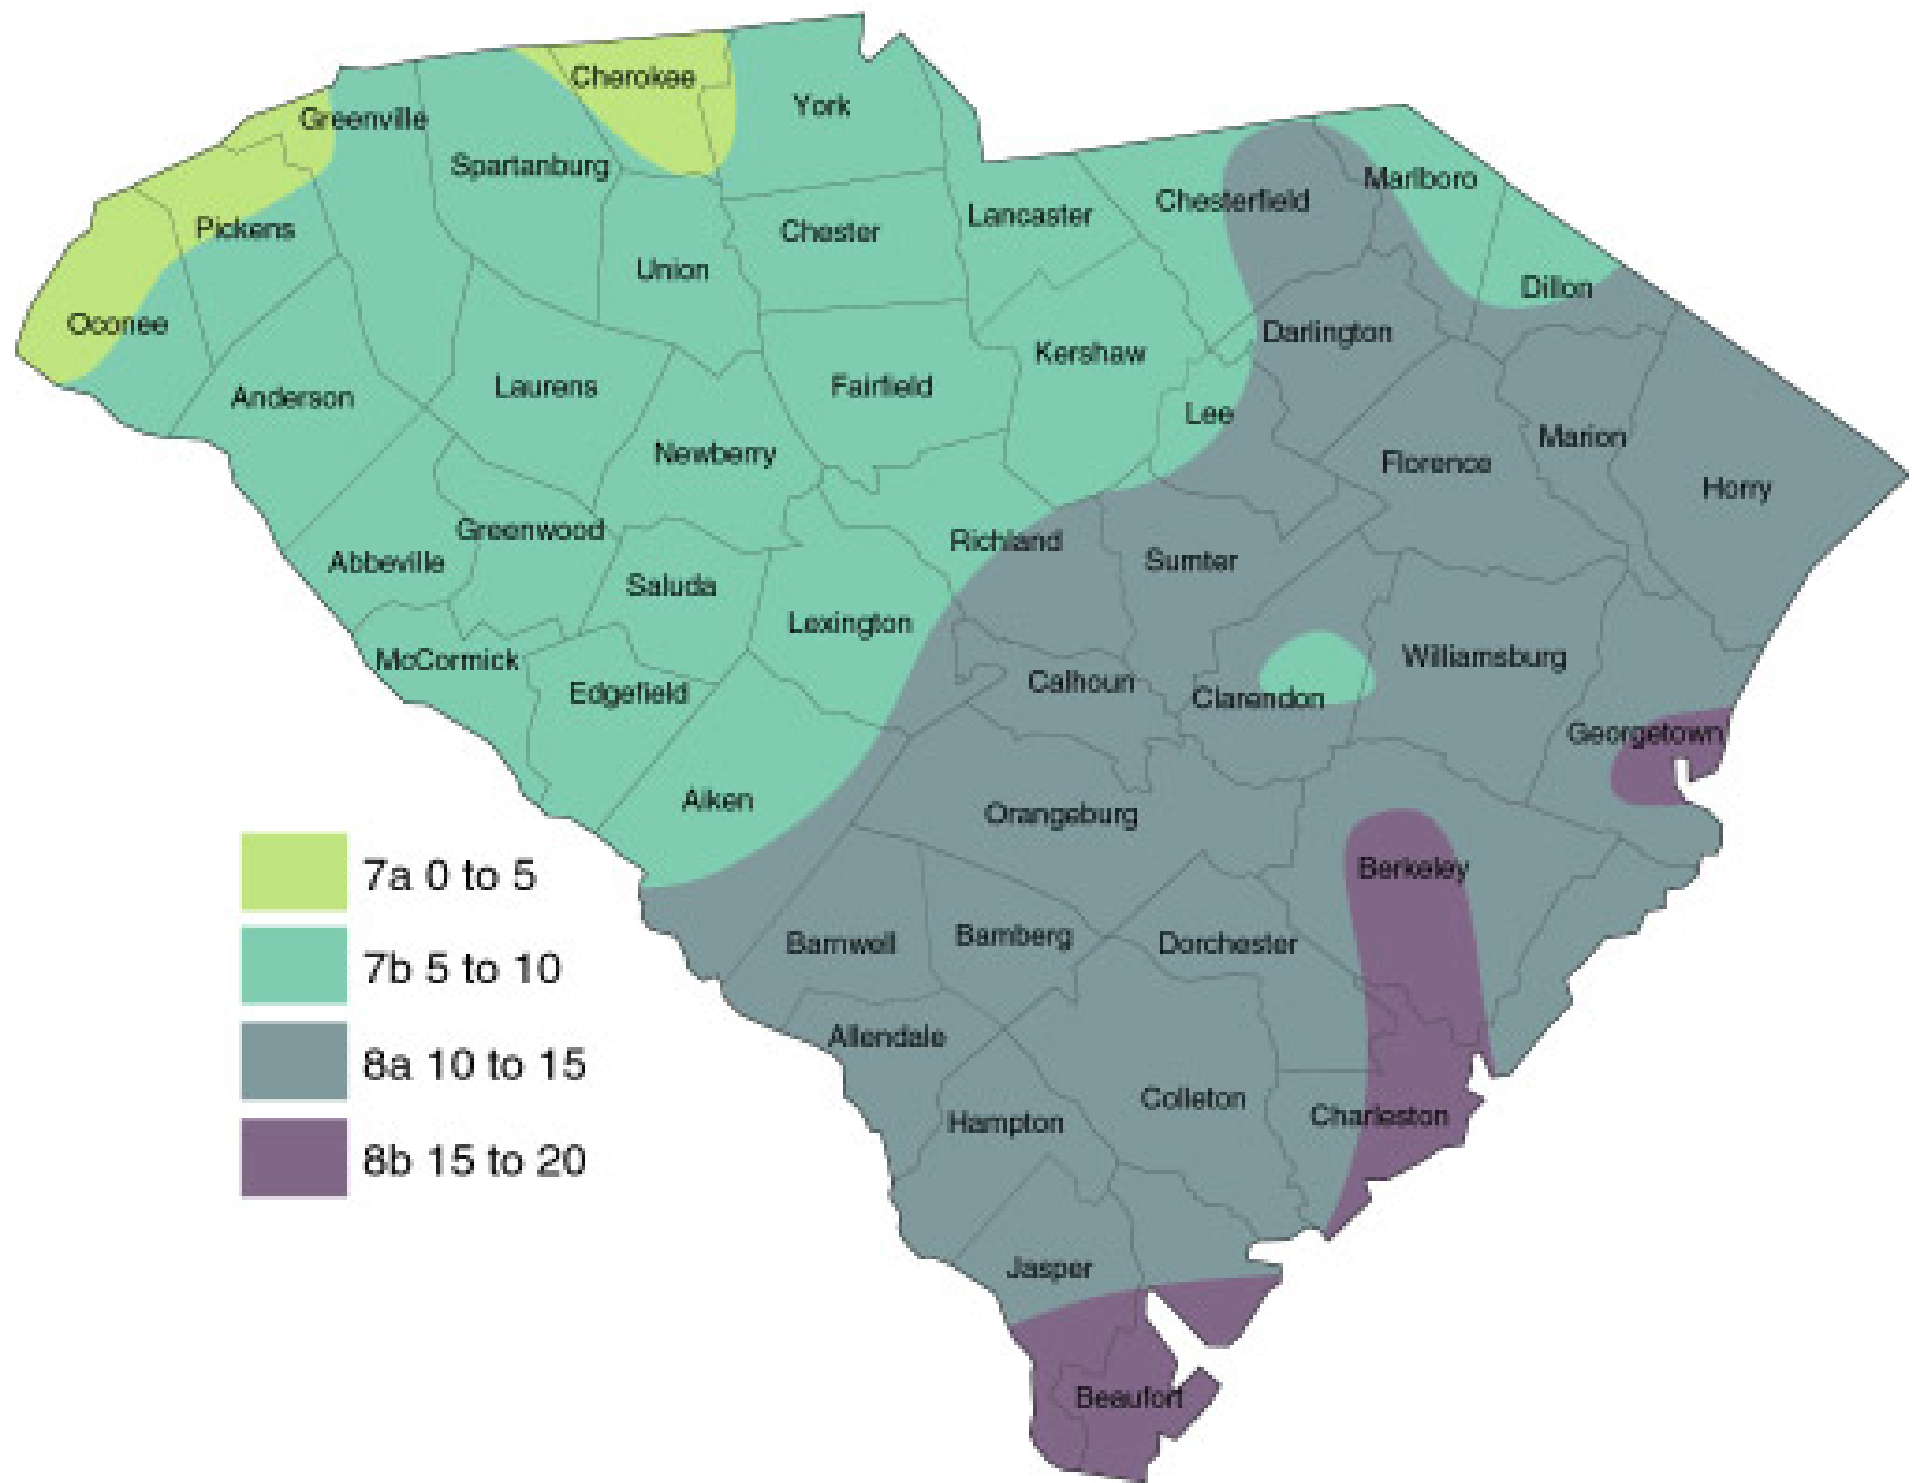 Cherokee
York
Greenville
Spartanburg
Marlboro
Chesterfield
Lancaster
Pickens
Chester
Union
Dillon
Oconee
Darlington
Kershaw
Laurens
Fairfield
Anderson
Lee
Marion
Newberry
Florence
Horry
Greenwood
Richland
Abbeville
Sumter
Saluda
Lexington
McCormick
Williamsburg
Calhoun
Edgefield
Clarendon
Georgetown
Aiken
Orangeburg
Berkeley
7a 0 to 5
Barnwell
Bamberg
Dorchester
7b 5 to 10
Allendale
8a 10 to 15
Colleton
Charleston
Hampton
8b 15 to 20
Jasper
Beaufort